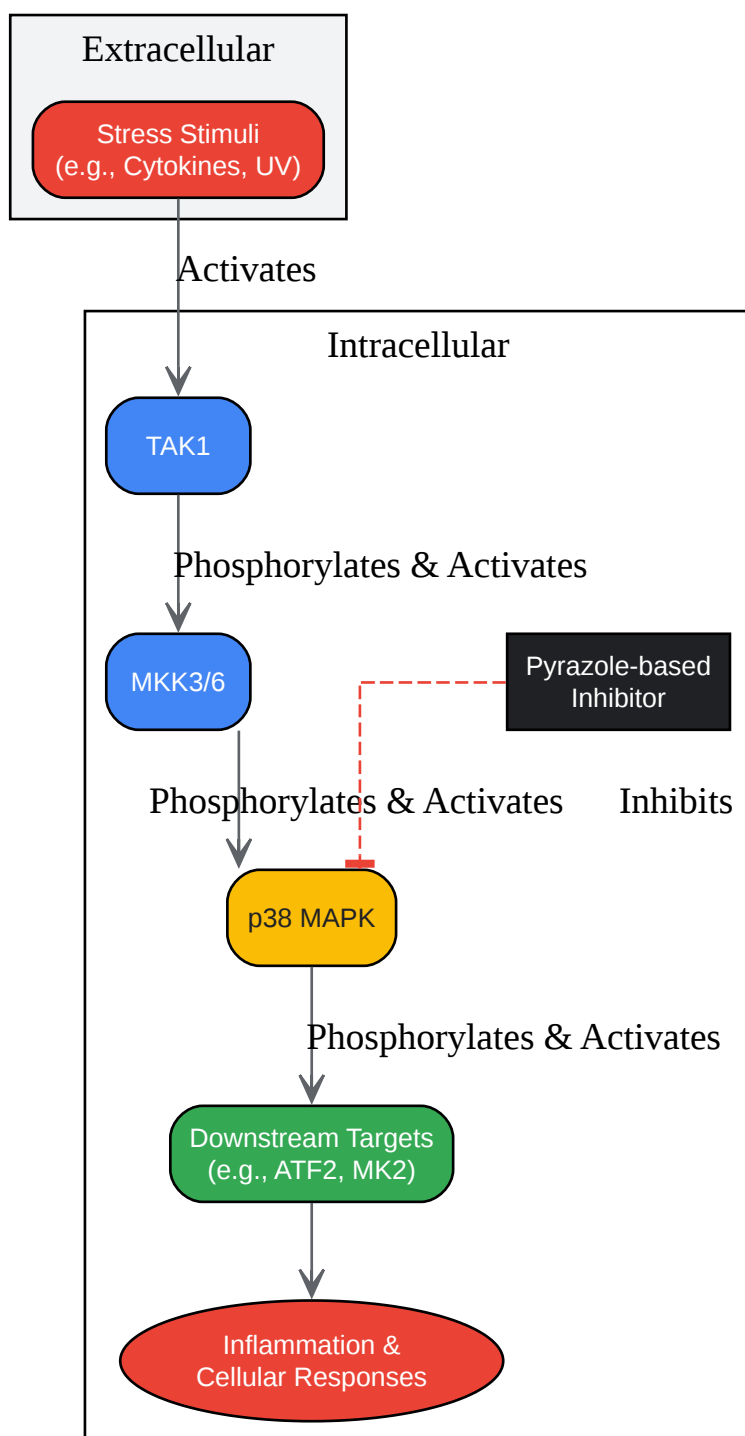 Extracellular
Stress Stimuli
(e.g., Cytokines, UV)
Activates
Intracellular
TAK1
Phosphorylates & Activates
MKK3/6
Pyrazole-based
Inhibitor
Phosphorylates & Activates
Inhibits
p38 MAPK
Phosphorylates & Activates
Downstream Targets
(e.g., ATF2, MK2)
Inflammation &
Cellular Responses